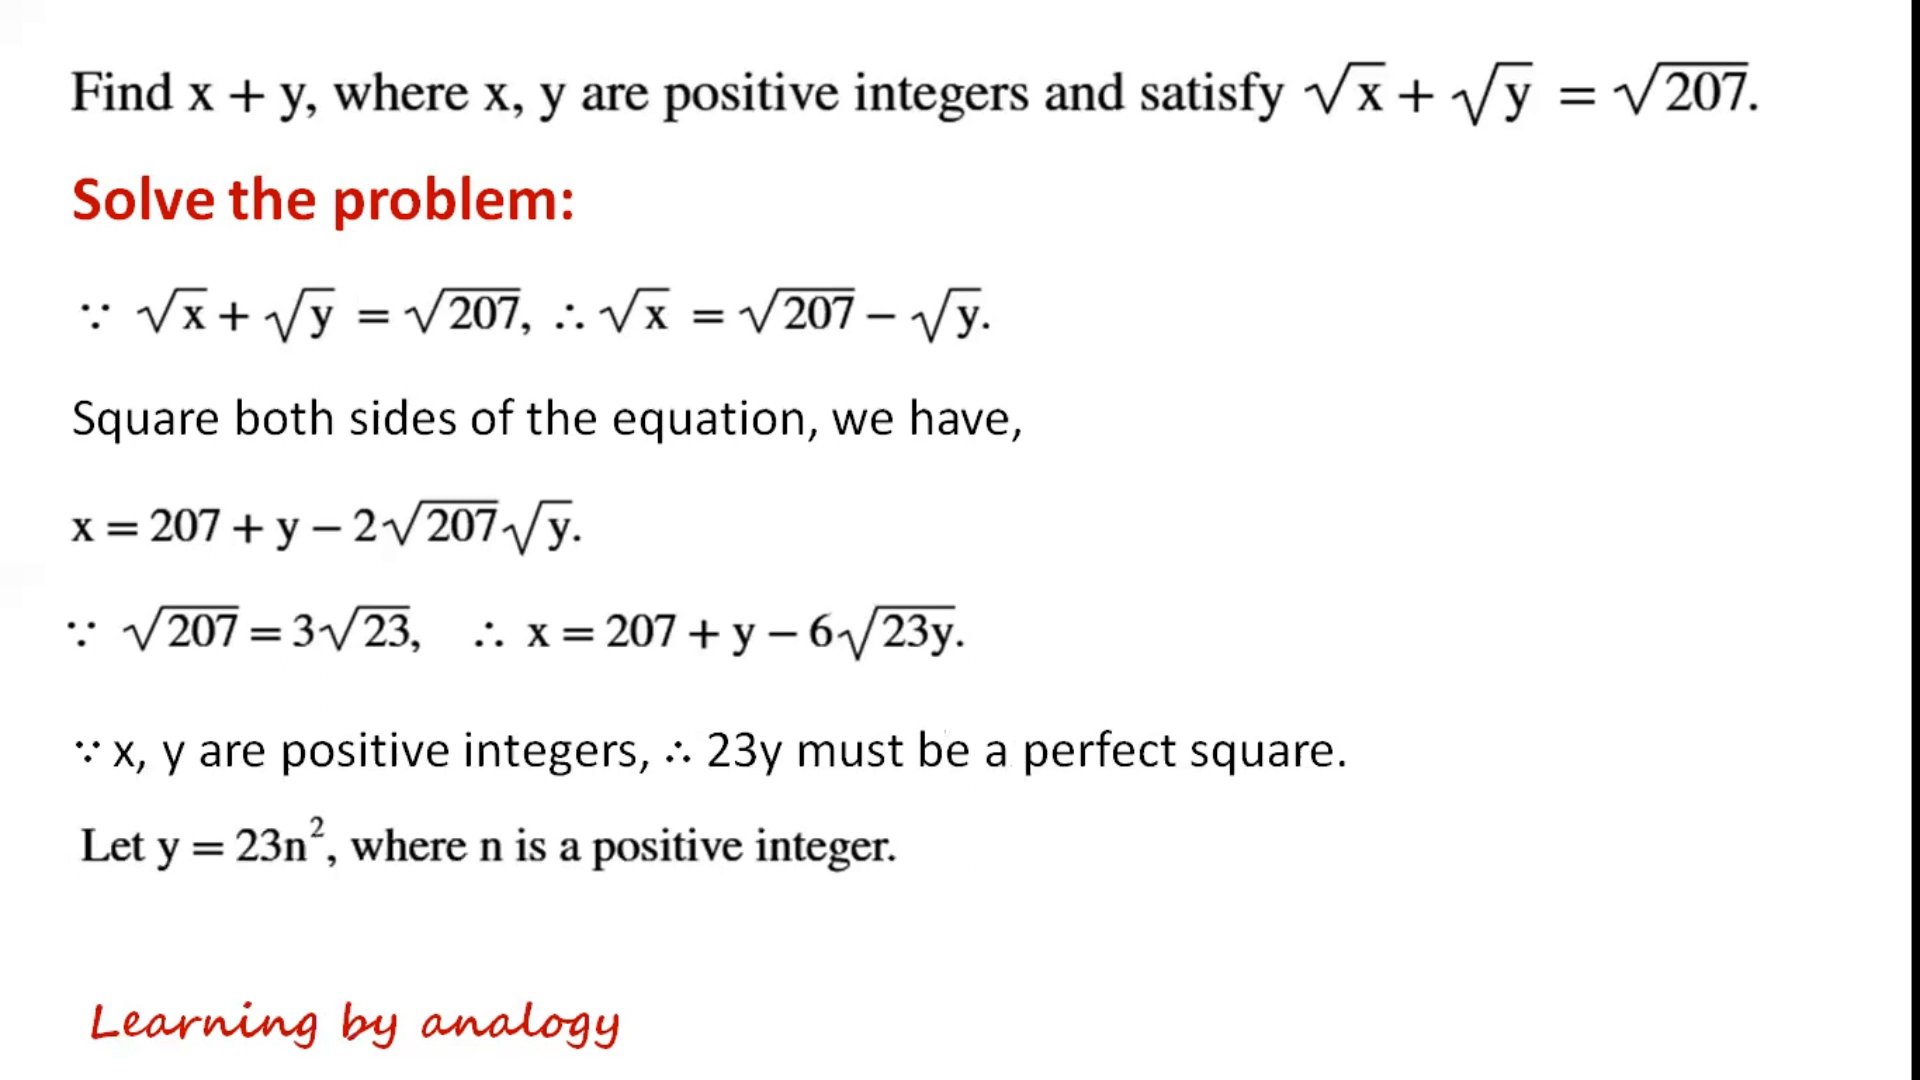 Find x + y, where x, y are positive integers and satisfy √x + √y = √207.
Solve the problem:
∵ √x + √y = √207, ∴ √x = √207 − √y.
Square both sides of the equation, we have,
x = 207 + y − 2√207√y.
∵ √207 = 3√23, ∴ x = 207 + y − 6√23y.
∵ x, y are positive integers, ∴ 23y must be a perfect square.
Let y = 23n², where n is a positive integer.
Learning by analogy